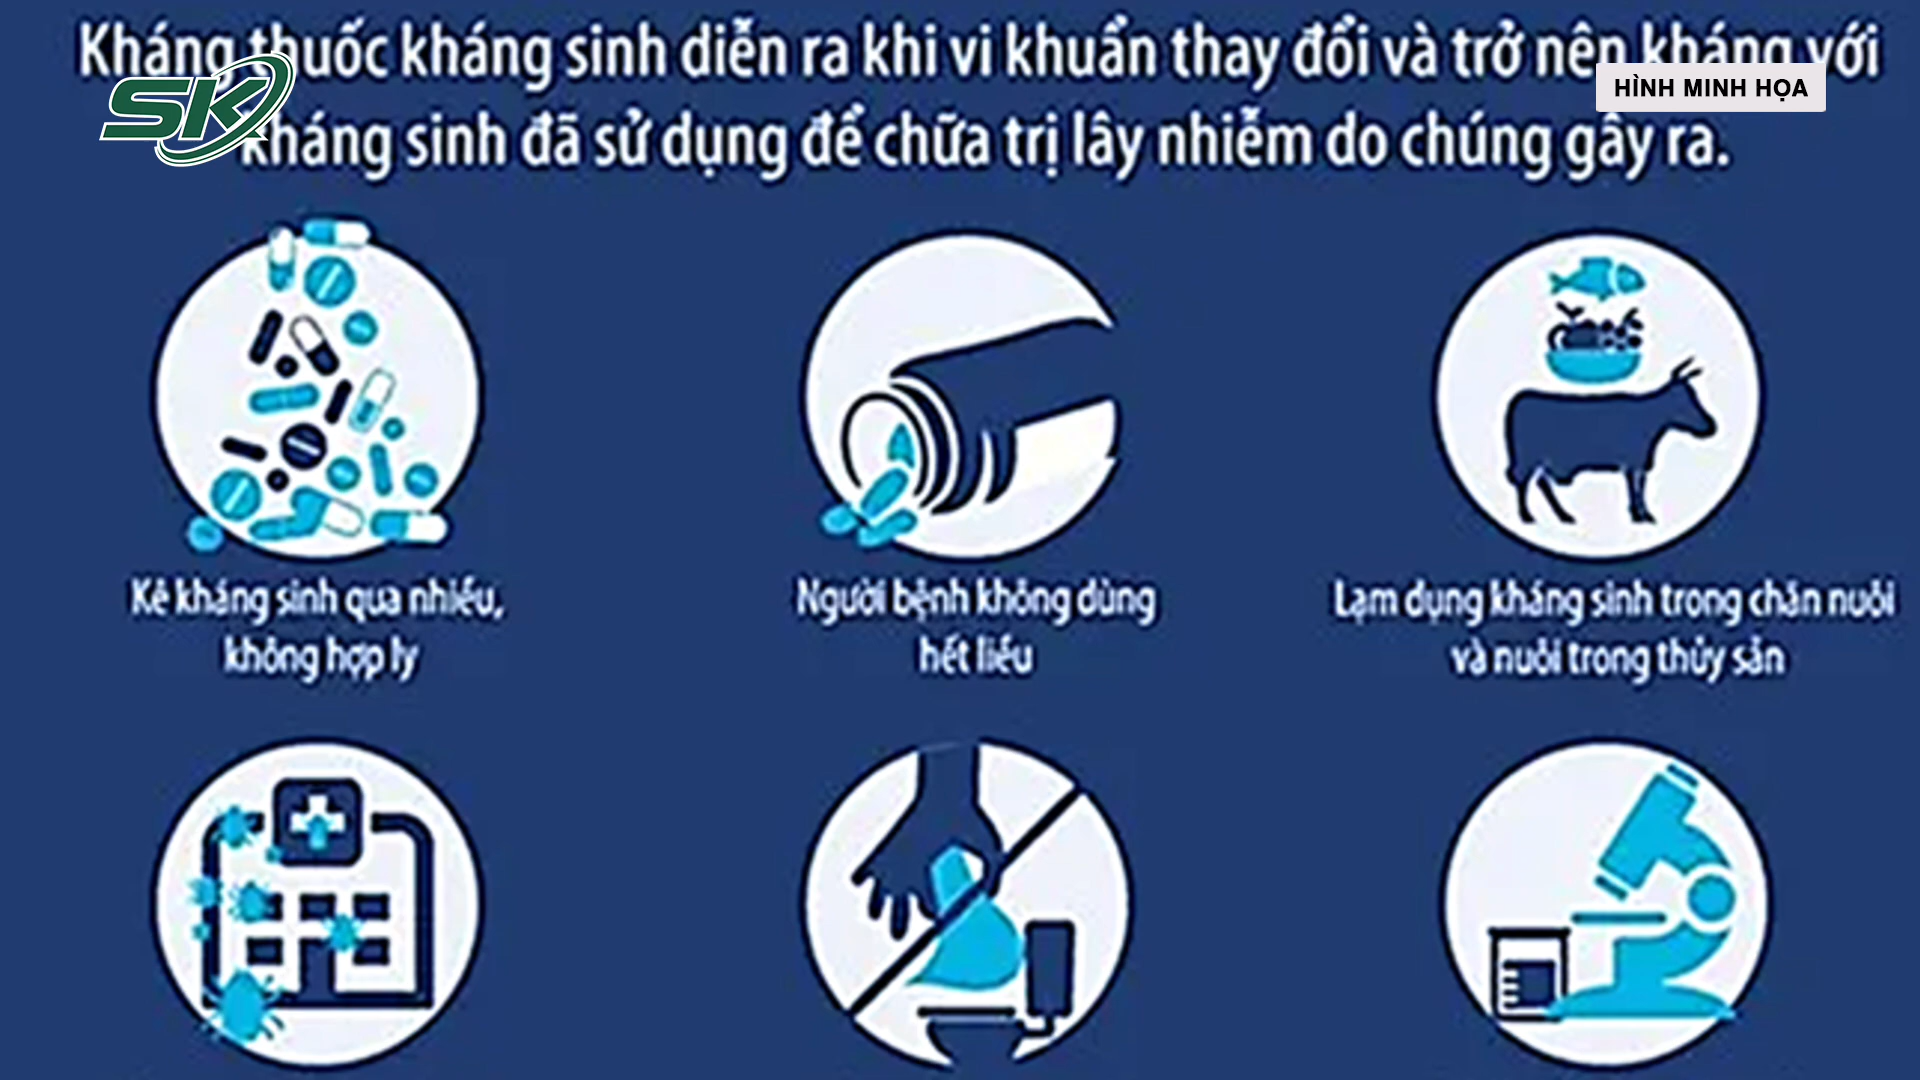 Kháng thuốc kháng sinh diễn ra khi vi khuẩn thay đổi và trở nên kháng với
kháng sinh đã sử dụng để chữa trị lây nhiễm do chúng gây ra.
SK
HÌNH MINH HỌA
Kê kháng sinh quá nhiều,
không hợp lý
Người bệnh không dùng
hết liều
Lạm dụng kháng sinh trong chăn nuôi
và nuôi trong thủy sản